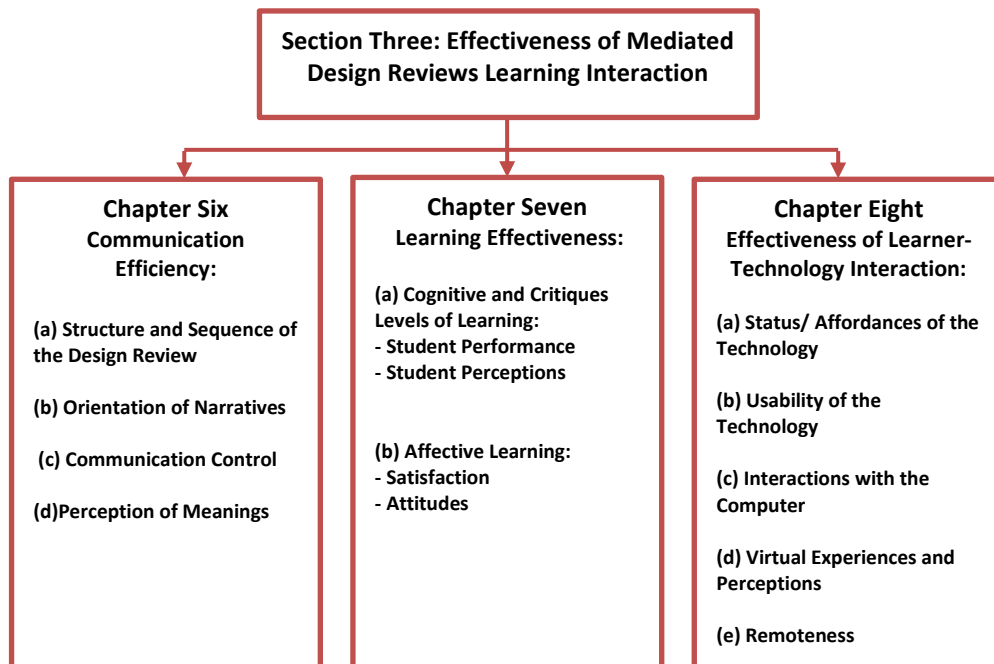 Section Three: Effectiveness of Mediated
Design Reviews Learning Interaction
Chapter Six
Communication
Efficiency:
(a) Structure and Sequence of
the Design Review
(b) Orientation of Narratives
(c) Communication Control
(d)Perception of Meanings
Chapter Seven
Learning Effectiveness:
(a) Cognitive and Critiques
Levels of Learning:
- Student Performance
- Student Perceptions
(b) Affective Learning:
- Satisfaction
- Attitudes
Chapter Eight
Effectiveness of Learner-
Technology Interaction:
(a) Status/ Affordances of the
Technology
(b) Usability of the
Technology
(c) Interactions with the
Computer
(d) Virtual Experiences and
Perceptions
(e) Remoteness